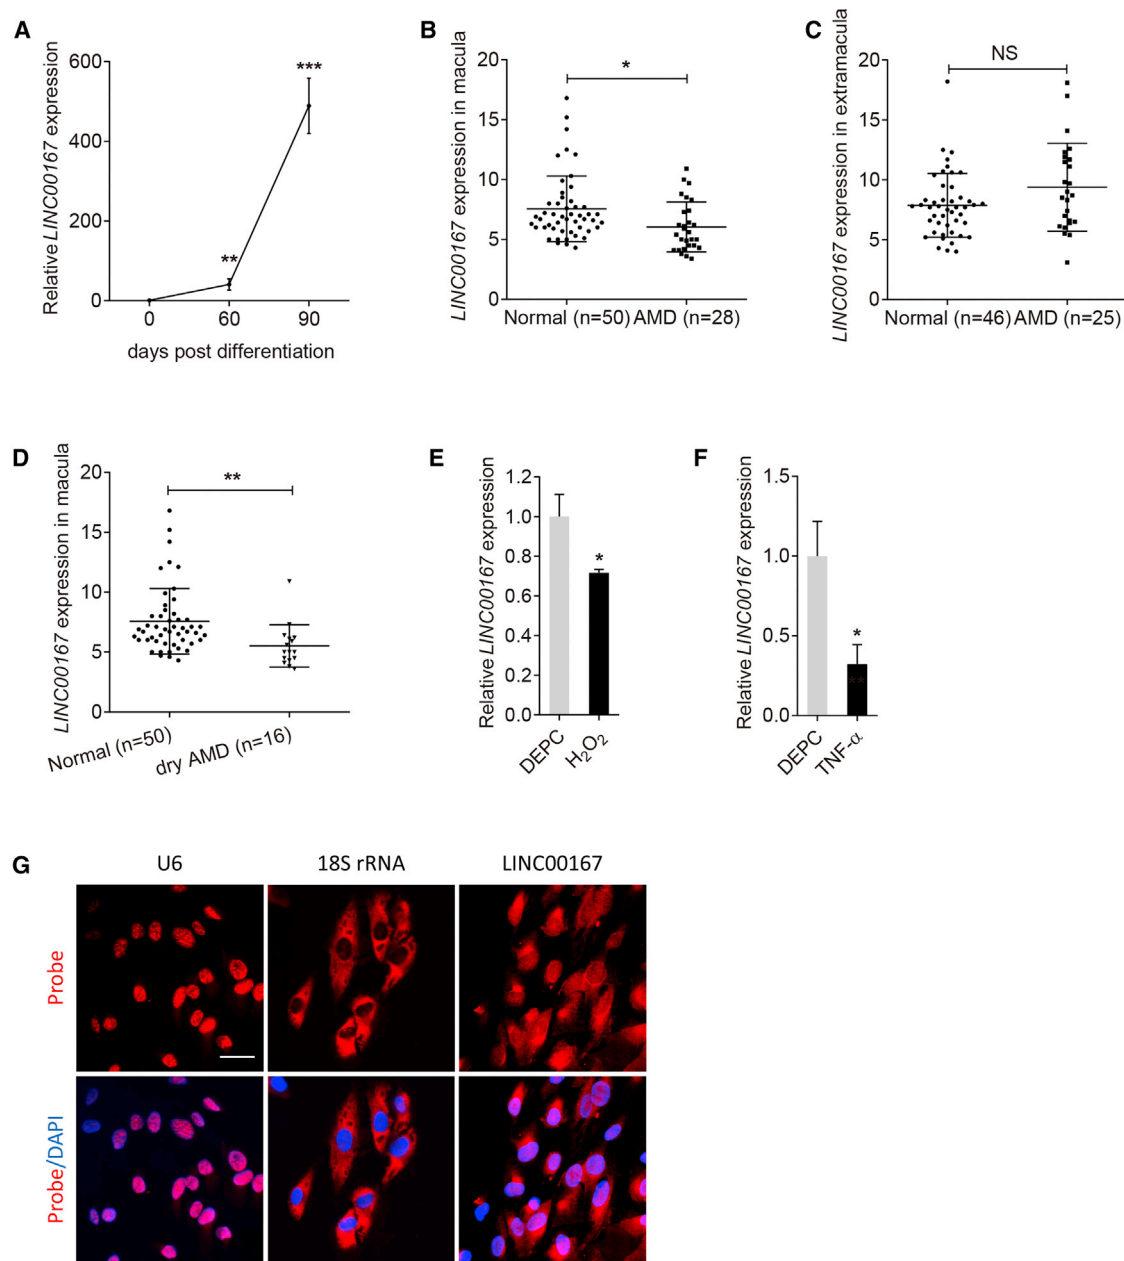 A
Relative LINC00167 expression
600
400
200
0
***
**
0 60 90
days post differentiation
B
LINC00167 expression in macula
20
15
10
5
0
*
Normal (n=50) AMD (n=28)
C
LINC00167 expression in extramacula
20
15
10
5
0
NS
Normal (n=46) AMD (n=25)
D
LINC00167 expression in macula
20
15
10
5
0
**
Normal (n=50)
dry AMD (n=16)
E
Relative LINC00167 expression
1.2
1.0
0.8
0.6
0.4
0.2
0.0
*
DEPC
H₂O₂
F
Relative LINC00167 expression
1.5
1.0
0.5
0.0
*
**
DEPC
TNF-α
G
U6 18S rRNA LINC00167
Probe
Probe/DAPI